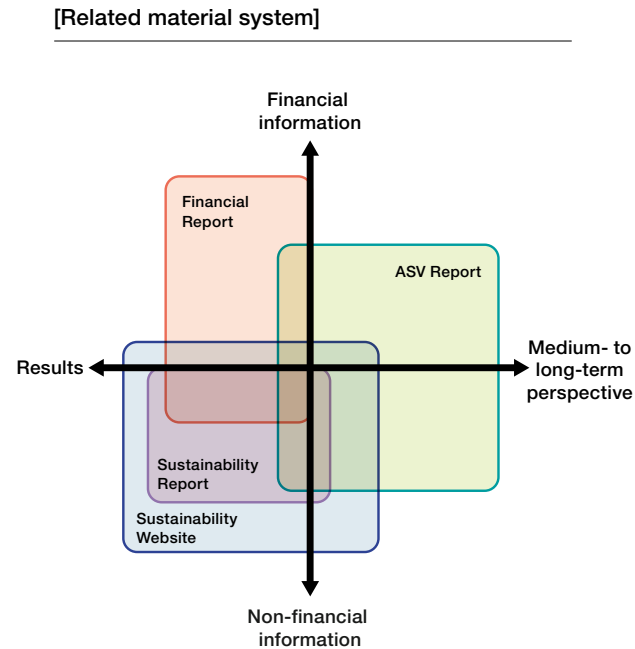 [Related material system]
Financial
information
Financial
Report
ASV Report
Results
Medium- to
long-term
perspective
Sustainability
Report
Sustainability
Website
Non-financial
information